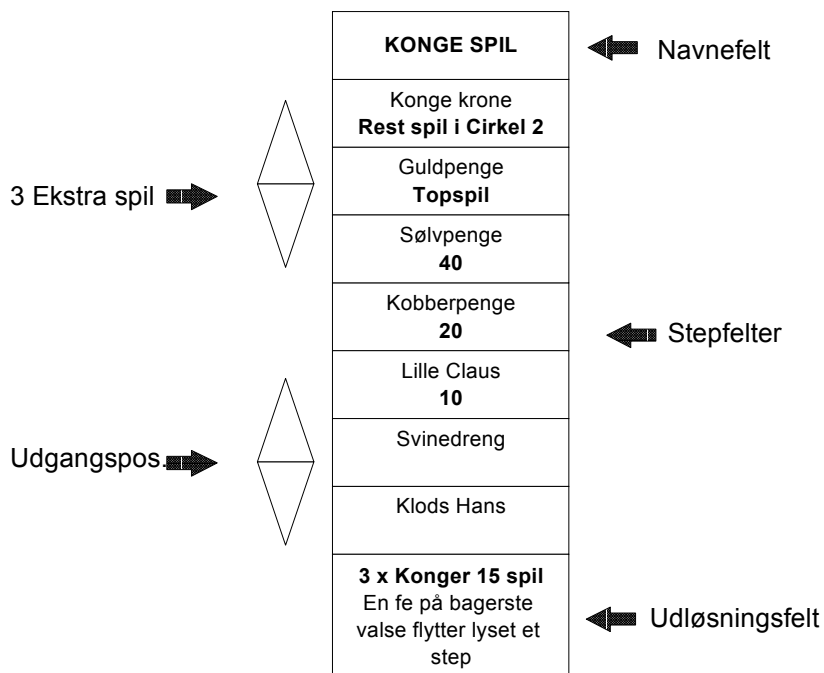 KONGE SPIL
Navnefelt
Konge krone
Rest spil i Cirkel 2
Guldpenge
Topspil
3 Ekstra spil
Sølvpenge
40
Kobberpenge
20
Stepfelter
Lille Claus
10
Svinedreng
Udgangspos.
Klods Hans
3 x Konger 15 spil
En fe på bagerste
valse flytter lyset et
step
Udløsningsfelt